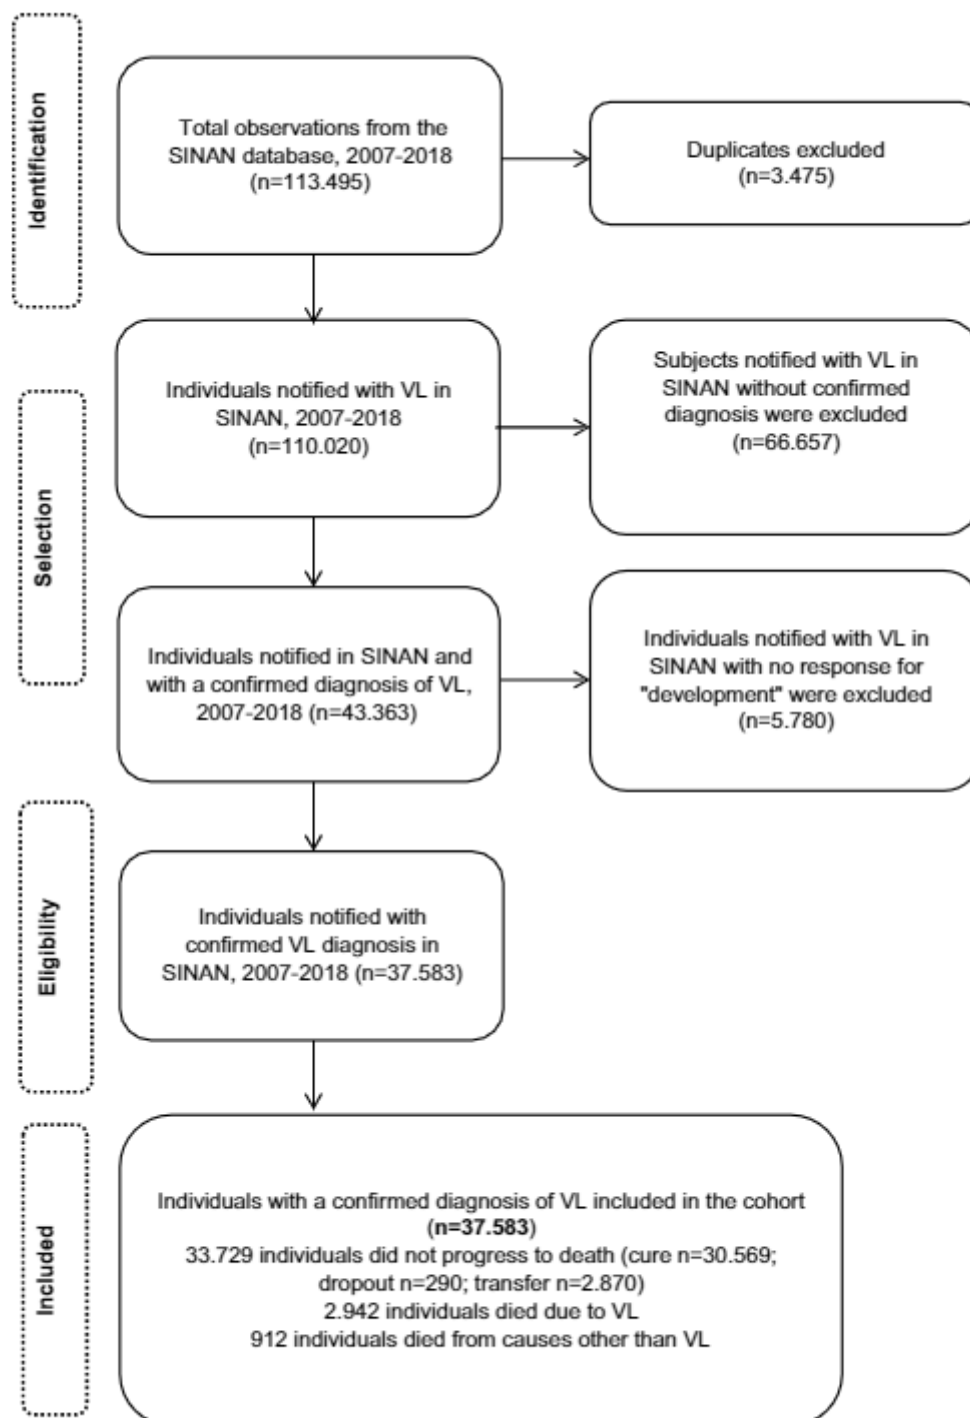 Identification
Total observations from the
SINAN database, 2007-2018
(n=113.495)
Duplicates excluded
(n=3.475)
Selection
Individuals notified with VL in
SINAN, 2007-2018
(n=110.020)
Subjects notified with VL in
SINAN without confirmed
diagnosis were excluded
(n=66.657)
Individuals notified in SINAN and
with a confirmed diagnosis of VL,
2007-2018 (n=43.363)
Individuals notified with VL in
SINAN with no response for
"development" were excluded
(n=5.780)
Eligibility
Individuals notified with
confirmed VL diagnosis in
SINAN, 2007-2018 (n=37.583)
Included
Individuals with a confirmed diagnosis of VL included in the cohort
(n=37.583)
33.729 individuals did not progress to death (cure n=30.569;
dropout n=290; transfer n=2.870)
2.942 individuals died due to VL
912 individuals died from causes other than VL